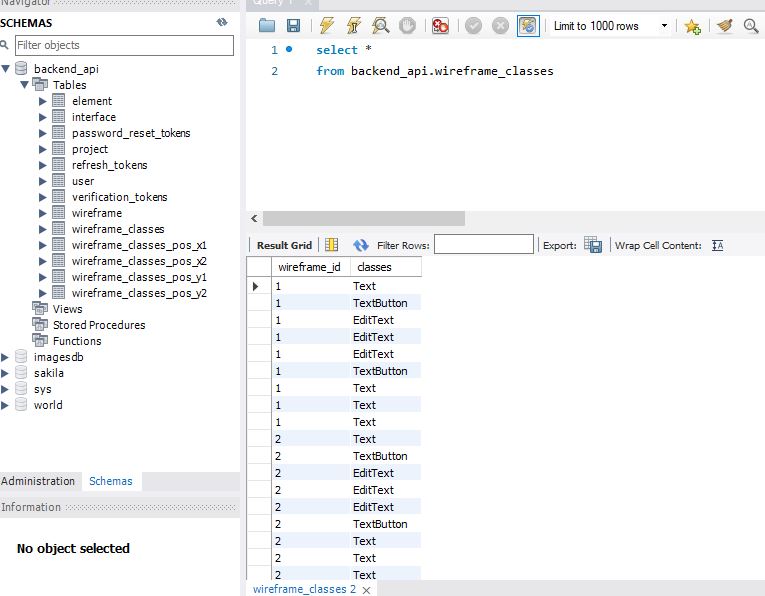 Navigator
SCHEMAS
Filter objects
backend_api
Tables
element
interface
password_reset_tokens
project
refresh_tokens
user
verification_tokens
wireframe
wireframe_classes
wireframe_classes_pos_x1
wireframe_classes_pos_x2
wireframe_classes_pos_y1
wireframe_classes_pos_y2
Views
Stored Procedures
Functions
imagesdb
sakila
sys
world
Administration Schemas
Information
No object selected
Query 1
Limit to 1000 rows
1 select *
2 from backend_api.wireframe_classes
Result Grid Filter Rows: Export: Wrap Cell Content: IA
wireframe_id classes
1 Text
1 TextButton
1 EditText
1 EditText
1 EditText
1 TextButton
1 Text
1 Text
1 Text
2 Text
2 TextButton
2 EditText
2 EditText
2 EditText
2 TextButton
2 Text
2 Text
2 Text
wireframe_classes 2